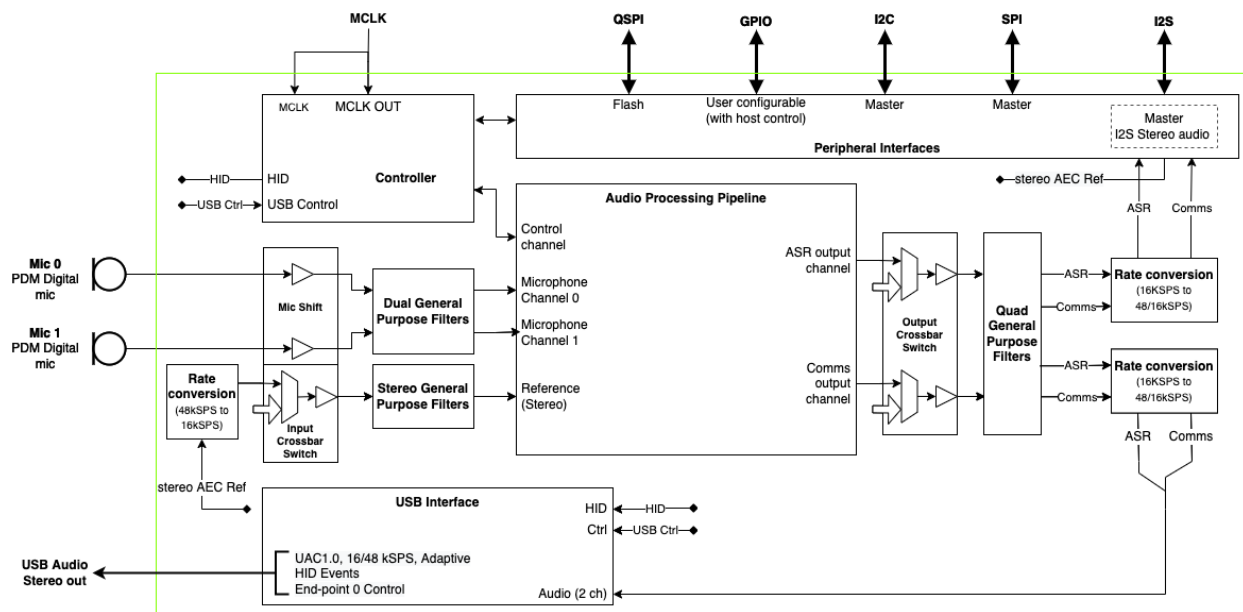 MCLK
QSPI
GPIO
I2C
SPI
I2S
MCLK
MCLK OUT
Flash
User configurable
(with host control)
Master
Master
Master
I2S Stereo audio
Peripheral Interfaces
HID
HID
Controller
USB Ctrl
USB Control
stereo AEC Ref
ASR
Comms
Audio Processing Pipeline
Control
channel
Mic 0
PDM Digital
mic
Mic Shift
Dual General
Purpose Filters
Microphone
Channel 0
Microphone
Channel 1
ASR output
channel
Output
Crossbar
Switch
Quad
General
Purpose
Filters
ASR
Comms
Rate conversion
(16KSPS to
48/16kSPS)
Mic 1
PDM Digital
mic
Rate
conversion
(48kSPS to
16kSPS)
Input
Crossbar
Switch
Stereo General
Purpose Filters
Reference
(Stereo)
Comms
output
channel
ASR
Comms
Rate conversion
(16KSPS to
48/16kSPS)
ASR
Comms
stereo AEC Ref
USB Interface
HID
HID
Ctrl
USB Ctrl
USB Audio
Stereo out
UAC1.0, 16/48 kSPS, Adaptive
HID Events
End-point 0 Control
Audio (2 ch)